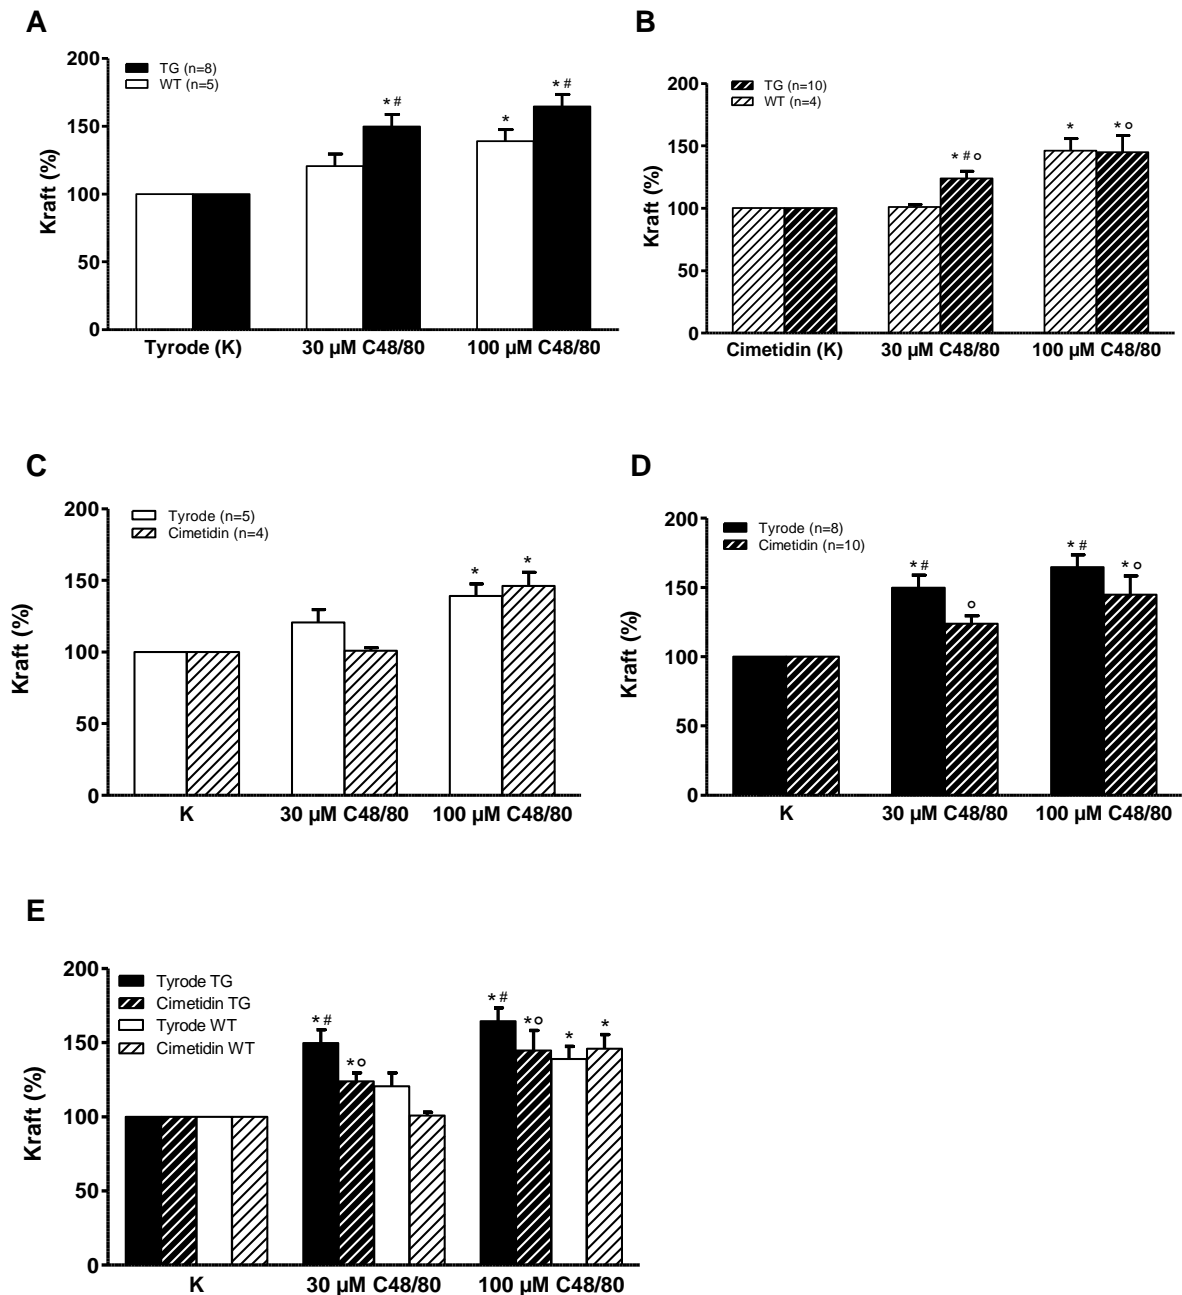 A
TG (n=8)
WT (n=5)
Kraft (%)
200
150
100
50
0
* #
*
* #
Tyrode (K) 30 µM C48/80 100 µM C48/80
B
TG (n=10)
WT (n=4)
Kraft (%)
200
150
100
50
0
* # °
*
* °
Cimetidin (K) 30 µM C48/80 100 µM C48/80
C
Tyrode (n=5)
Cimetidin (n=4)
Kraft (%)
200
150
100
50
0
*
*
K 30 µM C48/80 100 µM C48/80
D
Tyrode (n=8)
Cimetidin (n=10)
Kraft (%)
200
150
100
50
0
* #
°
* #
* °
K 30 µM C48/80 100 µM C48/80
E
Tyrode TG
Cimetidin TG
Tyrode WT
Cimetidin WT
Kraft (%)
200
150
100
50
0
* #
* °
* #
* °
*
*
K 30 µM C48/80 100 µM C48/80